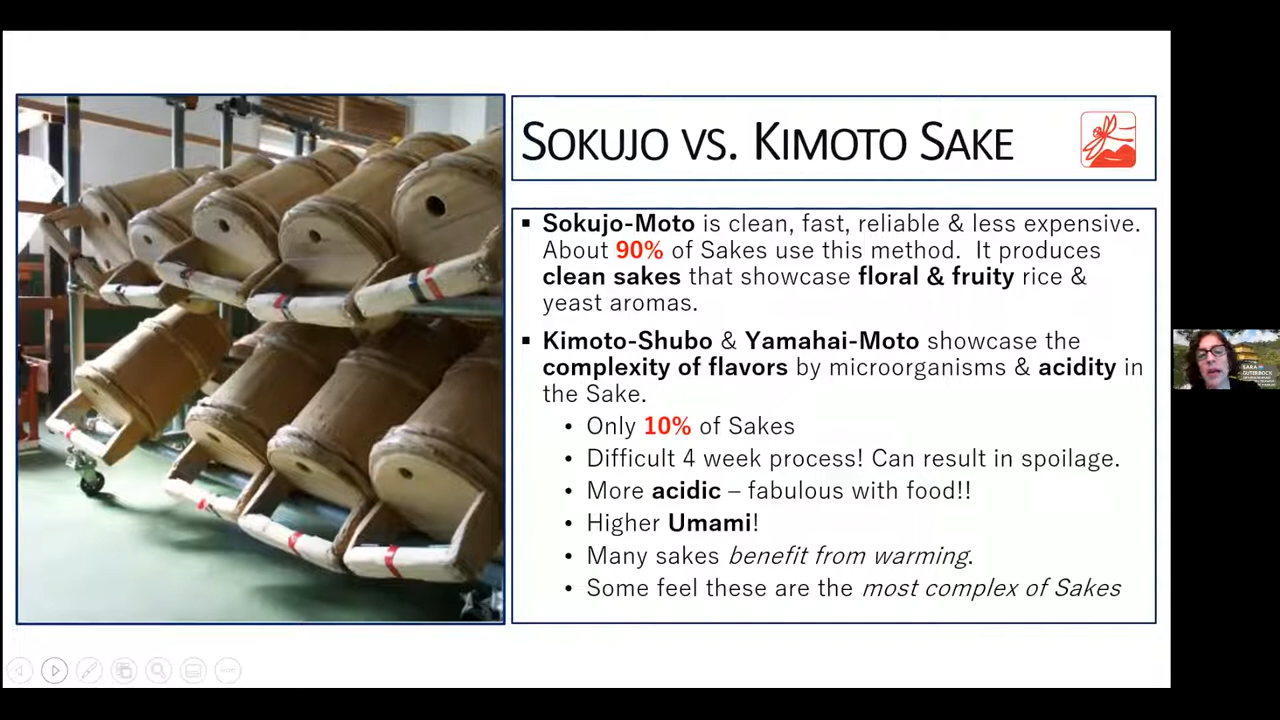 SOKUJO VS. KIMOTO SAKE
▪ Sokujo-Moto is clean, fast, reliable & less expensive.
About 90% of Sakes use this method. It produces
clean sakes that showcase floral & fruity rice &
yeast aromas.
▪ Kimoto-Shubo & Yamahai-Moto showcase the
complexity of flavors by microorganisms & acidity in
the Sake.
• Only 10% of Sakes
• Difficult 4 week process! Can result in spoilage.
• More acidic – fabulous with food!!
• Higher Umami!
• Many sakes benefit from warming.
• Some feel these are the most complex of Sakes
SARA
GUTERBOCK